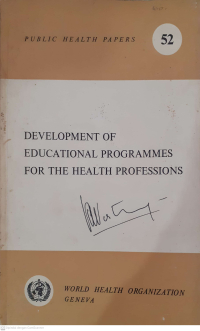 PUBLIC HEALTH PAPERS
52
DEVELOPMENT OF
EDUCATIONAL PROGRAMMES
FOR THE HEALTH PROFESSIONS
WORLD HEALTH ORGANIZATION
GENEVA